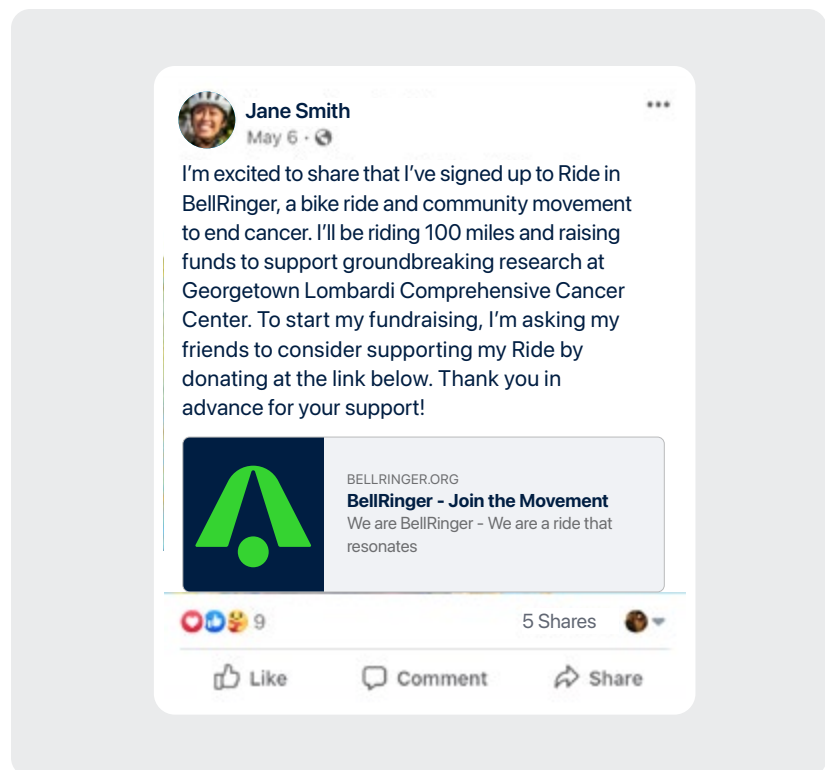 Jane Smith
May 6 ·
I’m excited to share that I’ve signed up to Ride in
BellRinger, a bike ride and community movement
to end cancer. I’ll be riding 100 miles and raising
funds to support groundbreaking research at
Georgetown Lombardi Comprehensive Cancer
Center. To start my fundraising, I’m asking my
friends to consider supporting my Ride by
donating at the link below. Thank you in
advance for your support!
BELLRINGER.ORG
BellRinger - Join the Movement
We are BellRinger - We are a ride that
resonates
9 5 Shares
Like Comment Share